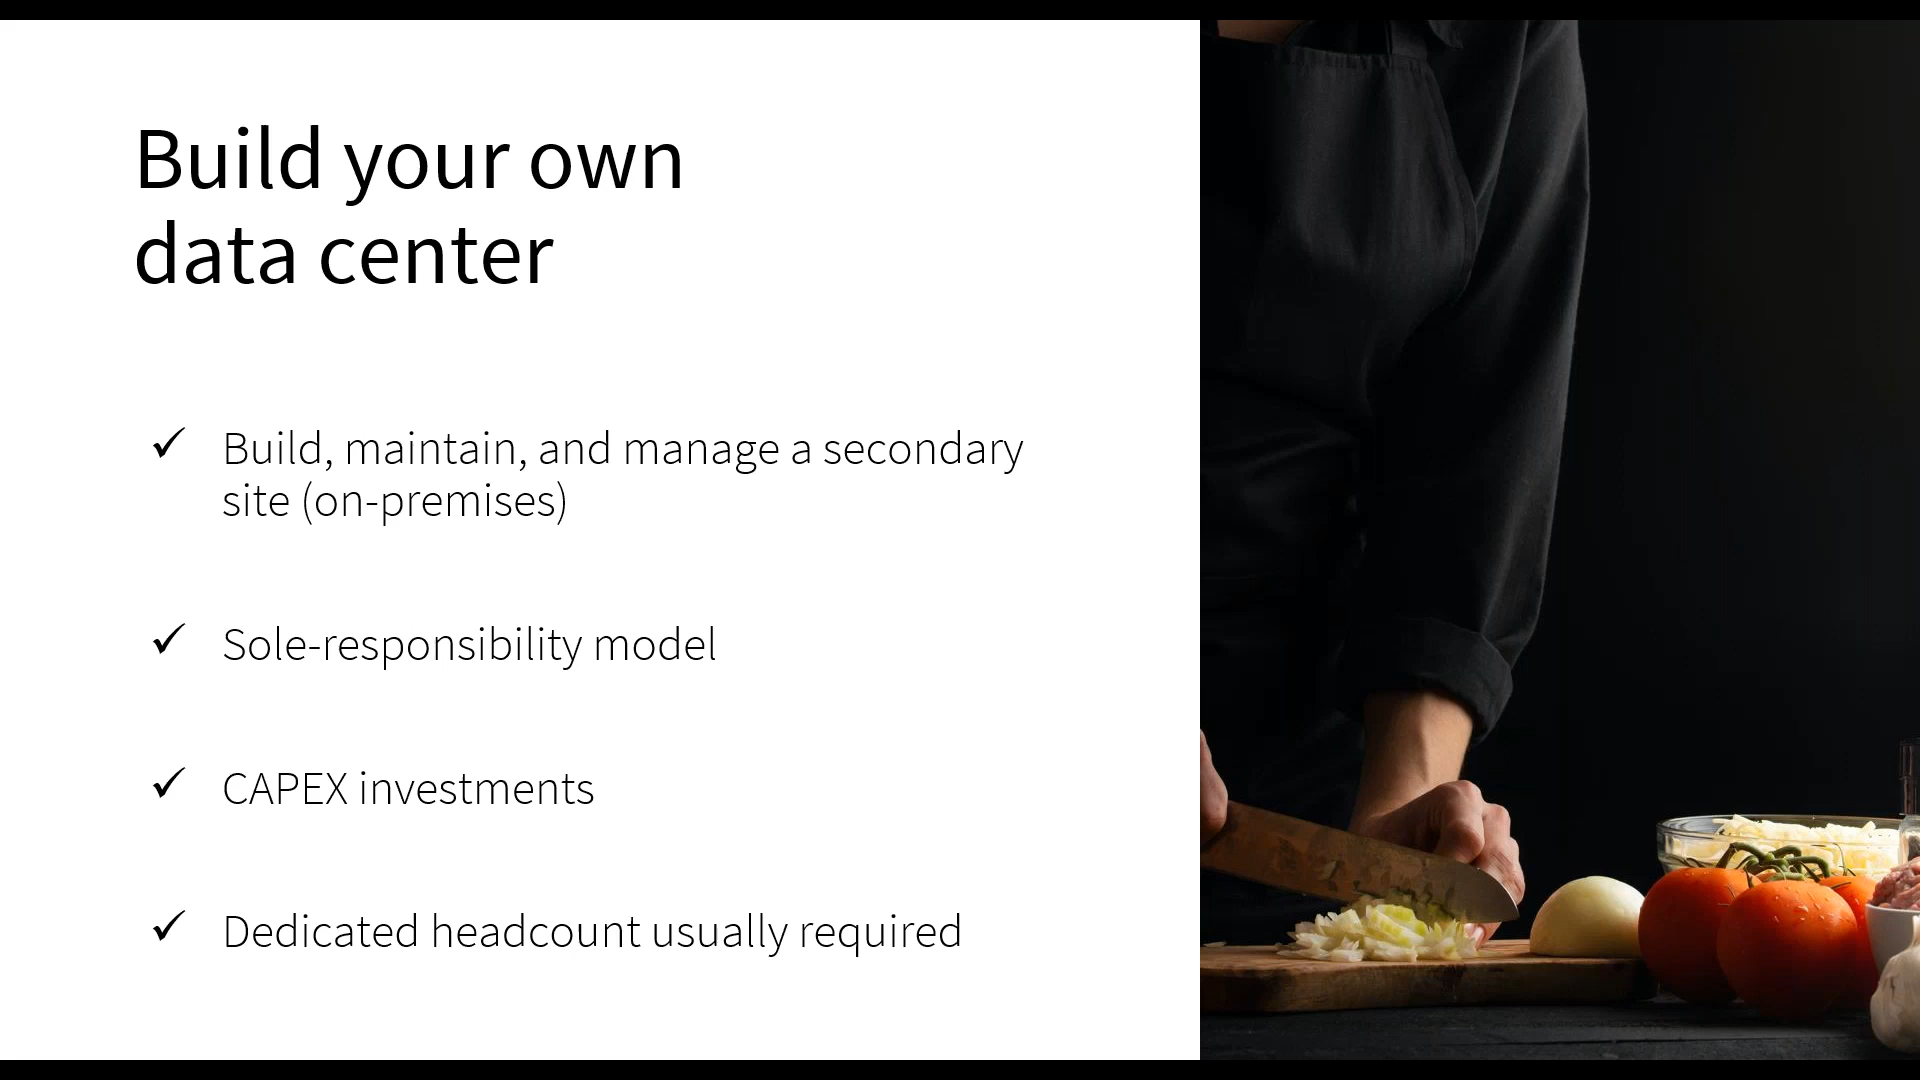 Build your own
data center
✓ Build, maintain, and manage a secondary
site (on-premises)
✓ Sole-responsibility model
✓ CAPEX investments
✓ Dedicated headcount usually required